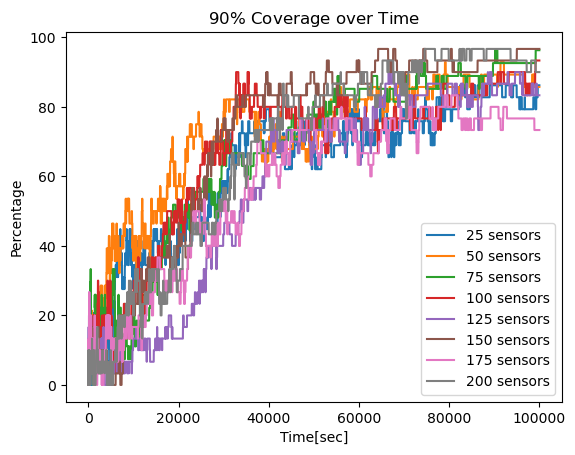 90% Coverage over Time
Percentage
100
80
60
40
20
0
25 sensors
50 sensors
75 sensors
100 sensors
125 sensors
150 sensors
175 sensors
200 sensors
0 20000 40000 60000 80000 100000
Time[sec]